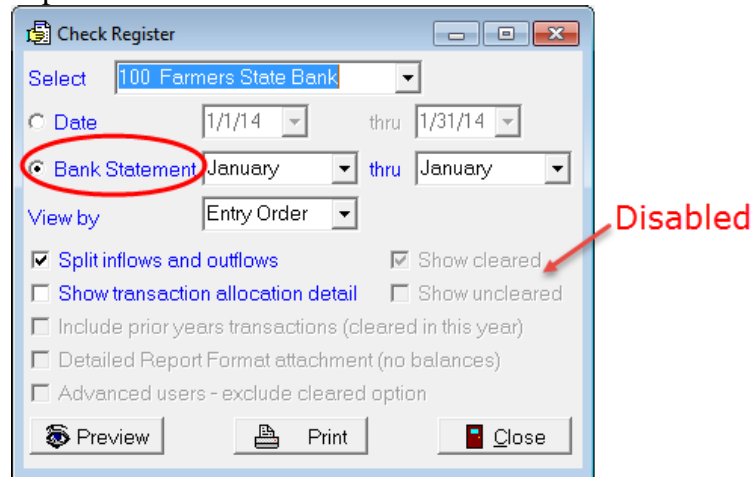 Check Register
Select 100 Farmers State Bank
Date 1/1/14 thru 1/31/14
Bank Statement January thru January
View by Entry Order
Disabled
Split inflows and outflows Show cleared
Show transaction allocation detail Show uncleared
Include prior years transactions (cleared in this year)
Detailed Report Format attachment (no balances)
Advanced users - exclude cleared option
Preview Print Close